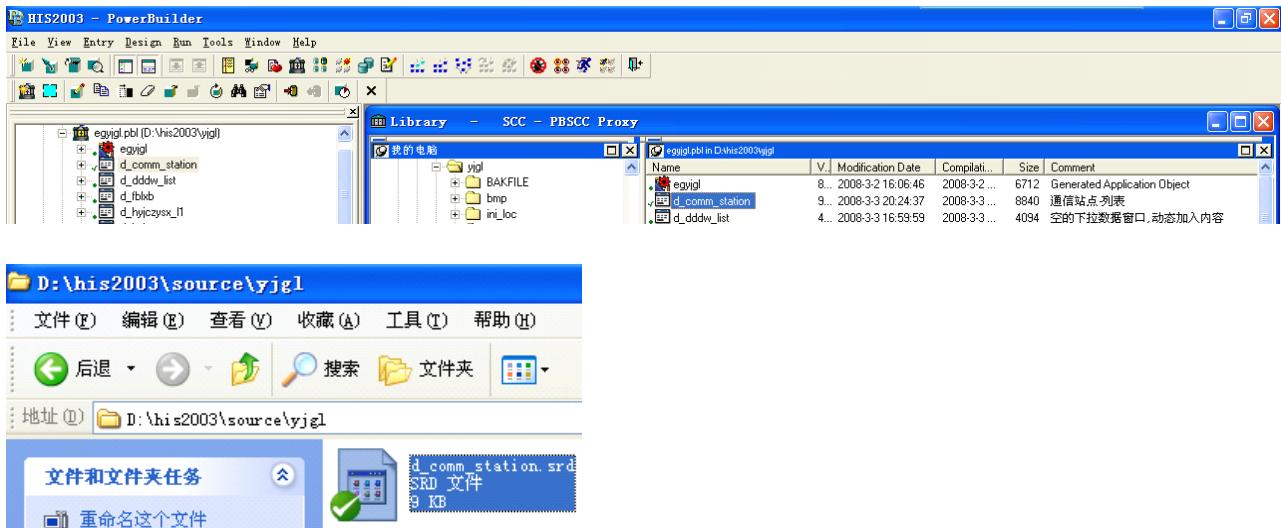 HIS2003 - PowerBuilder
File View Entry Design Run Tools Window Help
Library - SCC - PBSCC Proxy
egyjgl.pbl (D:\his2003\yjgl)
egyjgl
d_comm_station
d_dddw_list
d_fblxb
d_hyjczysx_l1
我的电脑
yjgl
BAKFILE
bmp
ini_loc
egyjgl.pbl in D:\his2003\yjgl
Name V.. Modification Date Compilati... Size Comment
egyjgl 8... 2008-3-2 16:06:46 2008-3-2 ... 6712 Generated Application Object
d_comm_station 9... 2008-3-3 20:24:37 2008-3-3 ... 8840 通信站点列表
d_dddw_list 4... 2008-3-3 16:59:59 2008-3-3 ... 4094 空的下拉数据窗口,动态加入内容
D:\his2003\source\yjgl
文件(F) 编辑(E) 查看(V) 收藏(A) 工具(T) 帮助(H)
后退 搜索 文件夹
地址(D) D:\his2003\source\yjgl
文件和文件夹任务
重命名这个文件
d_comm_station.srd
SRD 文件
9 KB